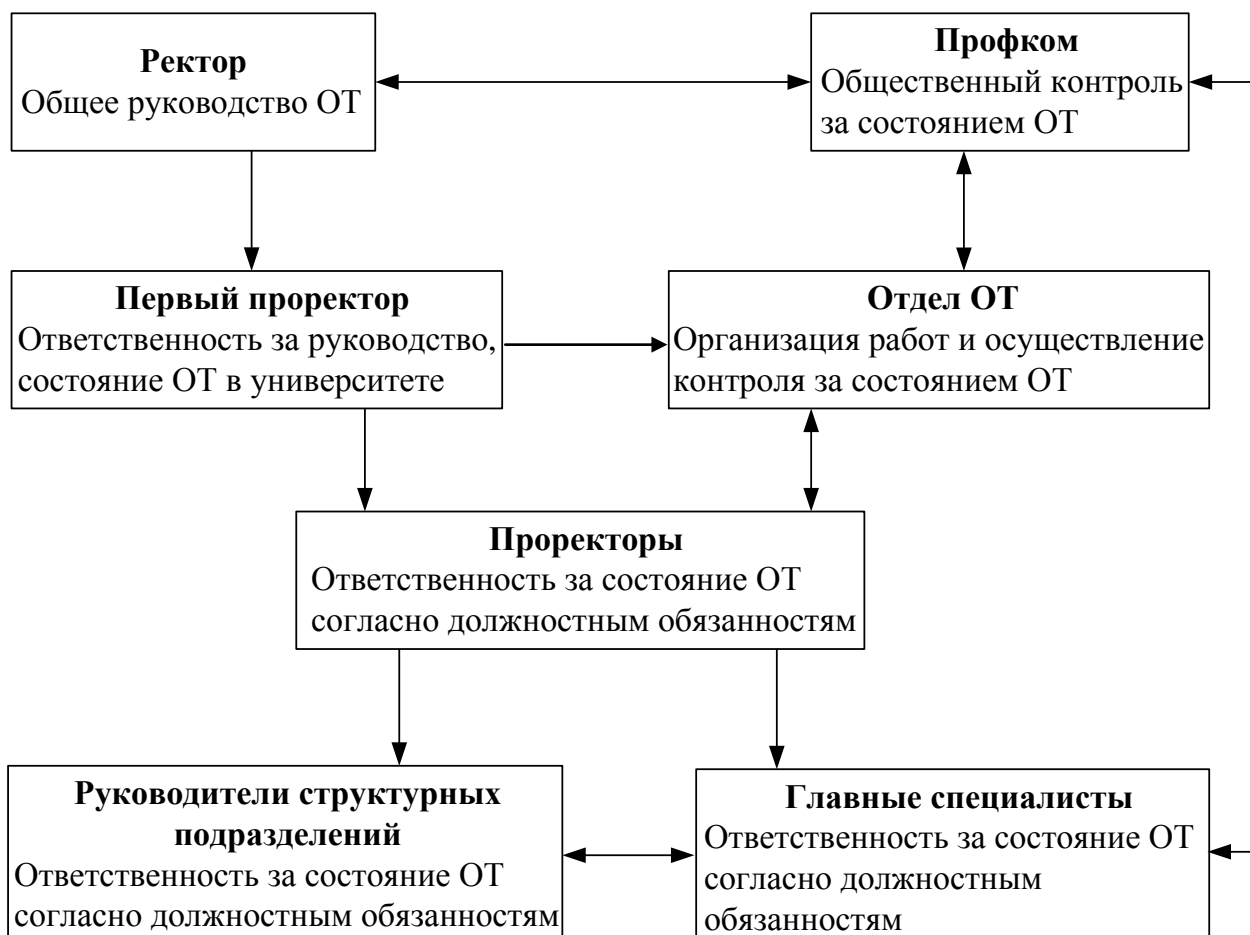 Ректор
Общее руководство ОТ
Профком
Общественный контроль
за состоянием ОТ
Первый проректор
Ответственность за руководство,
состояние ОТ в университете
Отдел ОТ
Организация работ и осуществление
контроля за состоянием ОТ
Проректоры
Ответственность за состояние ОТ
согласно должностным обязанностям
Руководители структурных
подразделений
Ответственность за состояние ОТ
согласно должностным обязанностям
Главные специалисты
Ответственность за состояние ОТ
согласно должностным
обязанностям